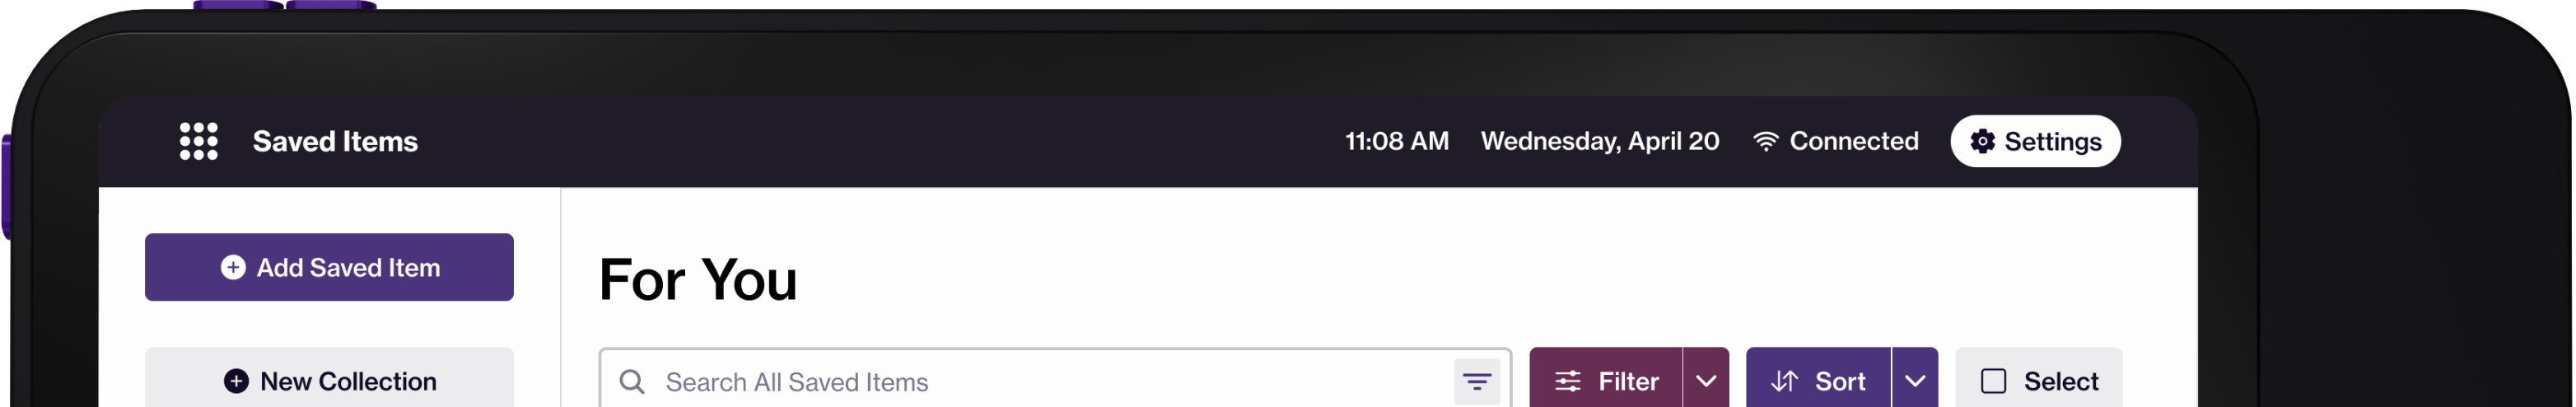 Saved Items
11:08 AM Wednesday, April 20 Connected Settings
Add Saved Item
For You
New Collection
Search All Saved Items
Filter
Sort
Select